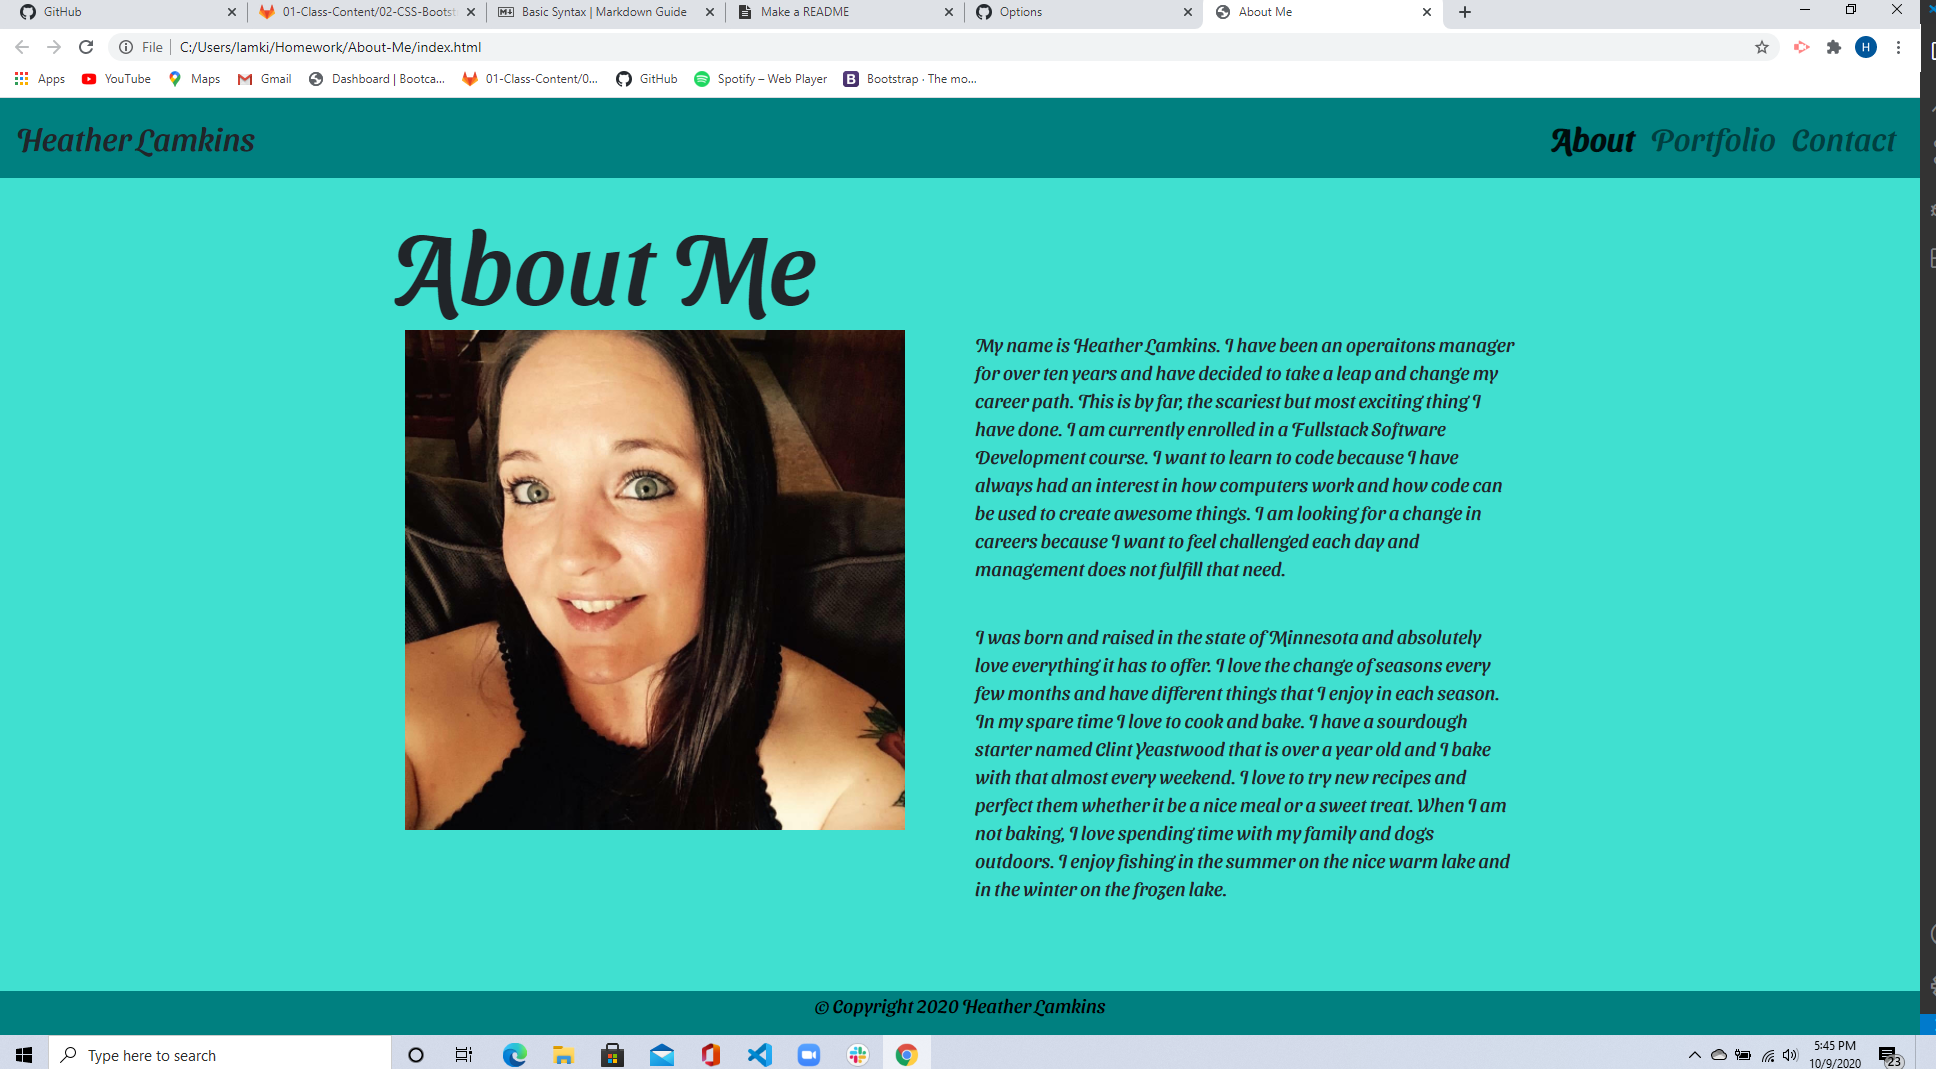 GitHub
01-Class-Content/02-CSS-Bootst
Basic Syntax | Markdown Guide
Make a README
Options
About Me
File
C:/Users/lamki/Homework/About-Me/index.html
H
Apps
YouTube
Maps
Gmail
Dashboard | Bootca...
01-Class-Content/0...
GitHub
Spotify – Web Player
B
Bootstrap · The mo...
Heather Lamkins
About Portfolio Contact
About Me
My name is Heather Lamkins. I have been an operaitons manager
for over ten years and have decided to take a leap and change my
career path. This is by far, the scariest but most exciting thing I
have done. I am currently enrolled in a Fullstack Software
Development course. I want to learn to code because I have
always had an interest in how computers work and how code can
be used to create awesome things. I am looking for a change in
careers because I want to feel challenged each day and
management does not fulfill that need.
I was born and raised in the state of Minnesota and absolutely
love everything it has to offer. I love the change of seasons every
few months and have different things that I enjoy in each season.
In my spare time I love to cook and bake. I have a sourdough
starter named Clint Yeastwood that is over a year old and I bake
with that almost every weekend. I love to try new recipes and
perfect them whether it be a nice meal or a sweet treat. When I am
not baking, I love spending time with my family and dogs
outdoors. I enjoy fishing in the summer on the nice warm lake and
in the winter on the frozen lake.
© Copyright 2020 Heather Lamkins
Type here to search
5:45 PM
10/9/2020
23